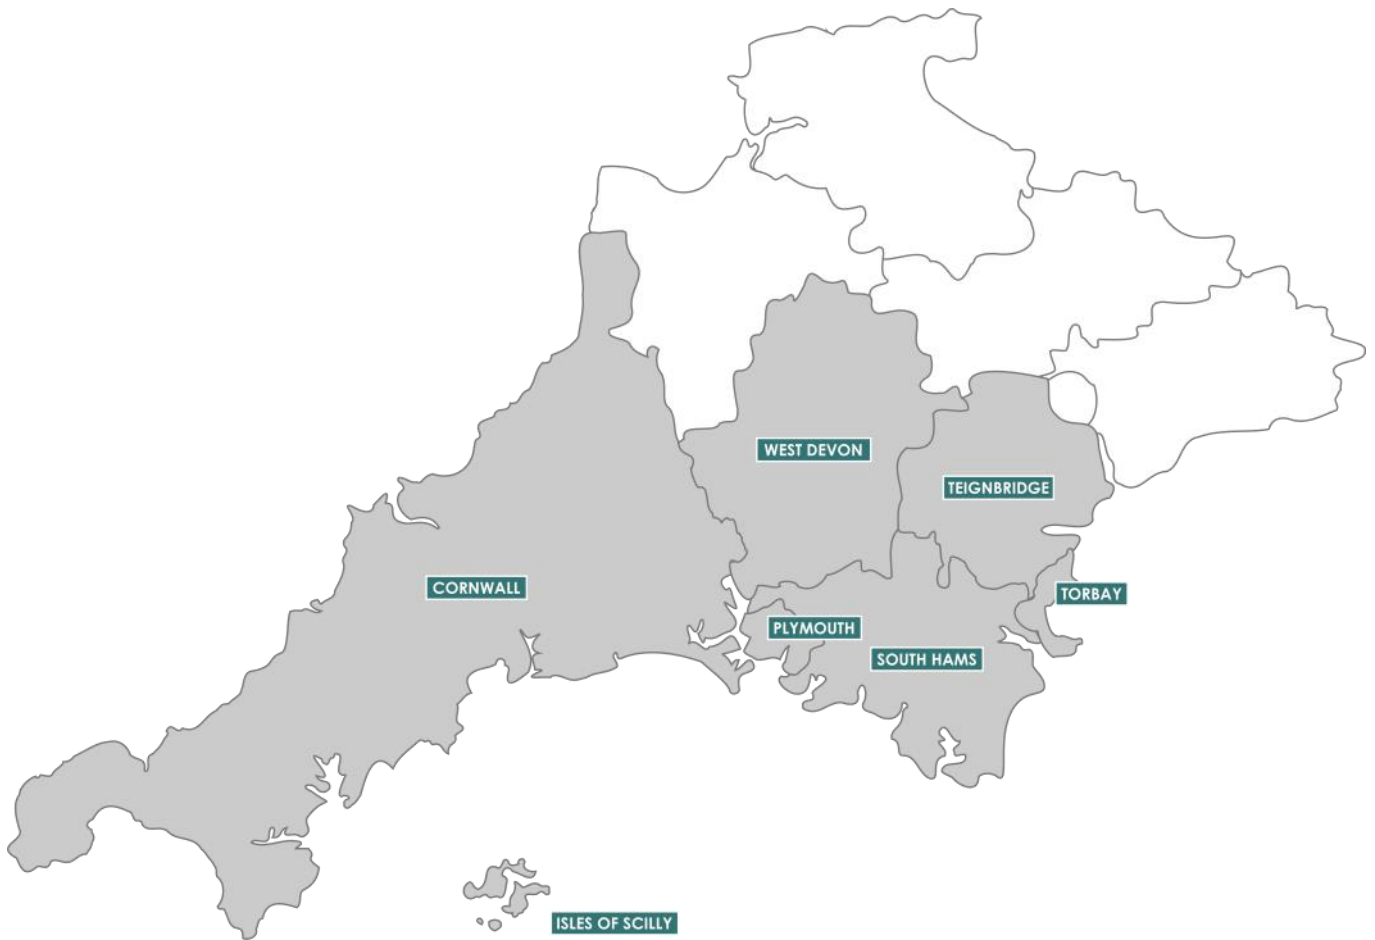 WEST DEVON
TEIGNBRIDGE
CORNWALL
TORBAY
PLYMOUTH
SOUTH HAMS
ISLES OF SCILLY